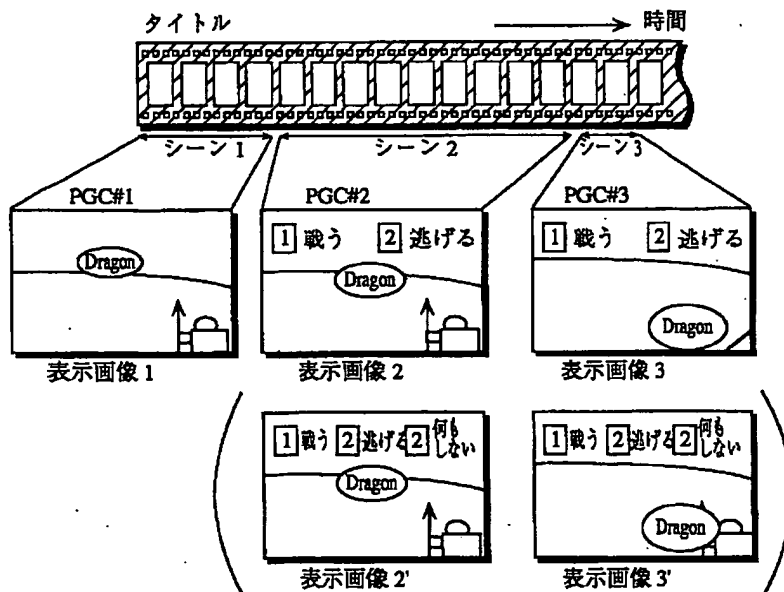 タイトル
時間
シーン 1
シーン 2
シーン 3
PGC#1
PGC#2
PGC#3
Dragon
1 戦う 2 逃げる
Dragon
1 戦う 2 逃げる
Dragon
表示画像 1
表示画像 2
表示画像 3
1 戦う 2 逃げる 2 何もしない
Dragon
1 戦う 2 逃げる 2 何もしない
Dragon
表示画像 2'
表示画像 3'